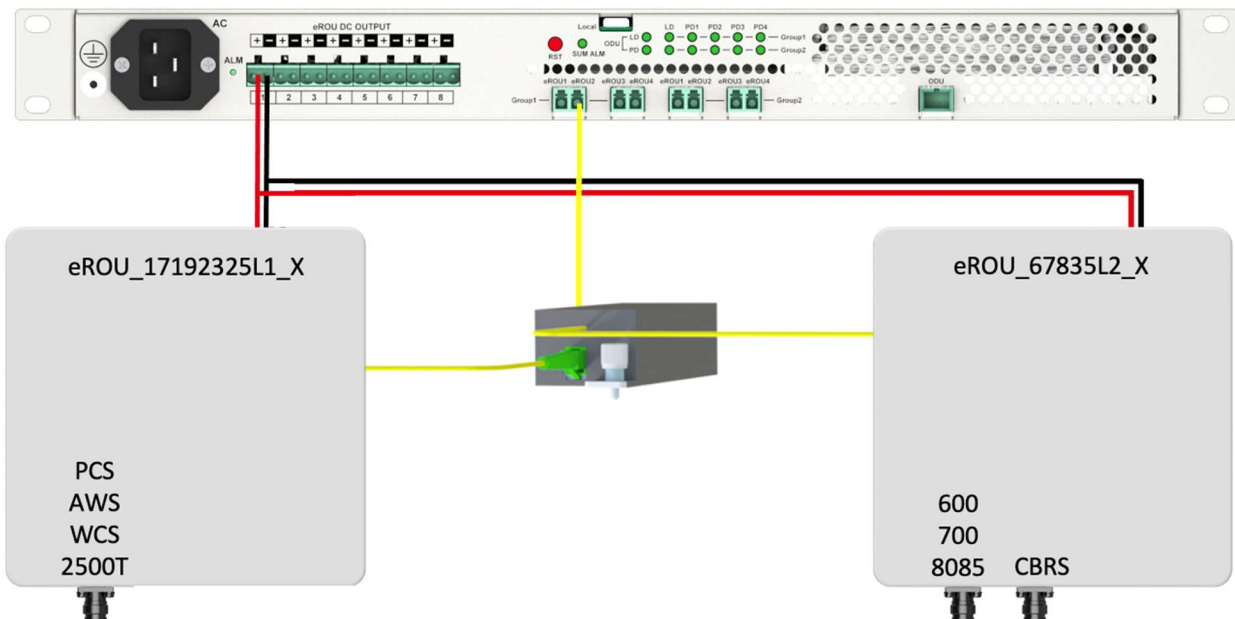 AC
eROU DC OUTPUT
+ - + - + - + - + - + - + - + -
ALM
1 2 3 4 5 6 7 8
Local
RST
SUM ALM
ODU
LD
PD
LD PD1 PD2 PD3 PD4
Group1
Group2
eROU1 eROU2 eROU3 eROU4 eROU1 eROU2 eROU3 eROU4
Group1
Group2
ODU
eROU_17192325L1_X
PCS
AWS
WCS
2500T
eROU_67835L2_X
600
700
8085 CBRS